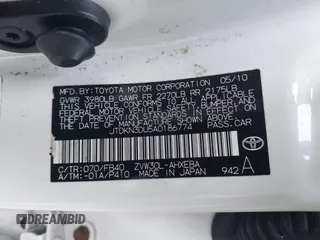 MFD. BY: TOYOTA MOTOR CORPORATION 05/10
GVWR 3980LB GAWR FR 2270LB RR 2175LB
THIS VEHICLE CONFORMS TO ALL APPLICABLE
FEDERAL MOTOR VEHICLE SAFETY, BUMPER, AND
THEFT PREVENTION STANDARDS IN EFFECT ON
THE DATE OF MANUFACTURE SHOWN ABOVE.
JTDKN3DU5A0186774 PASS.CAR
C/TR:070/FB40 ZVW30L-AHXEBA
A/TM:-01A/P410 MADE IN JAPAN 942 A
TOYOTA
DREAMBID.COM